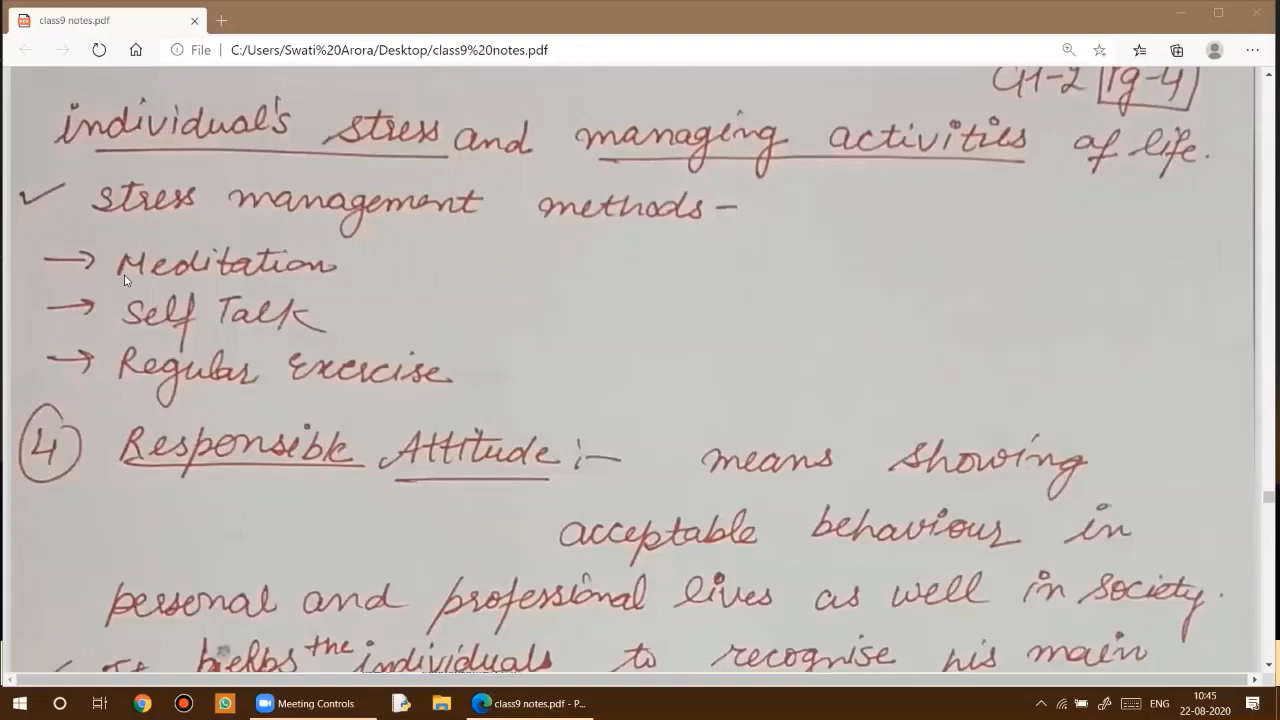 class9 notes.pdf
File
C:/Users/Swati%20Arora/Desktop/class9%20notes.pdf
CH-2 Pg-4
individual's stress and managing activities of life.
✓ stress management methods -
→ Meditation
→ Self Talk
→ Regular Exercise
4 Responsible Attitude :- means showing
acceptable behaviour in
personal and professional lives as well in society.
the individuals to recognise his main
Meeting Controls
class9 notes.pdf - P...
ENG
10:45
22-08-2020